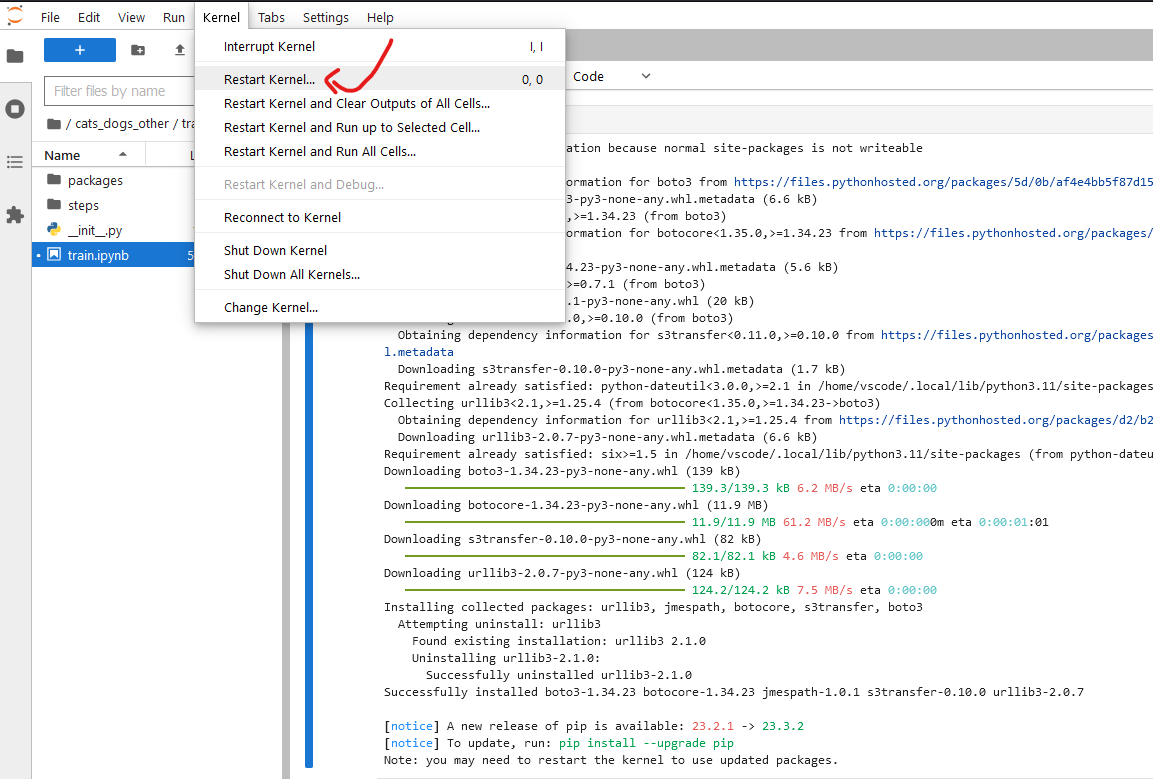 File Edit View Run Kernel Tabs Settings Help
Interrupt Kernel I, I
Restart Kernel... 0, 0
Restart Kernel and Clear Outputs of All Cells...
Restart Kernel and Run up to Selected Cell...
Restart Kernel and Run All Cells...
Restart Kernel and Debug...
Reconnect to Kernel
Shut Down Kernel
Shut Down All Kernels...
Change Kernel...
+
Filter files by name
/ cats_dogs_other / tra
Name L
packages
steps
__init__.py
train.ipynb 5
Code
ation because normal site-packages is not writeable
ormation for boto3 from https://files.pythonhosted.org/packages/5d/0b/af4e4bb5f87d15
3-py3-none-any.whl.metadata (6.6 kB)
,>=1.34.23 (from boto3)
ormation for botocore<1.35.0,>=1.34.23 from https://files.pythonhosted.org/packages/
4.23-py3-none-any.whl.metadata (5.6 kB)
>=0.7.1 (from boto3)
.1-py3-none-any.whl (20 kB)
.0,>=0.10.0 (from boto3)
Obtaining dependency information for s3transfer<0.11.0,>=0.10.0 from https://files.pythonhosted.org/packages
l.metadata
Downloading s3transfer-0.10.0-py3-none-any.whl.metadata (1.7 kB)
Requirement already satisfied: python-dateutil<3.0.0,>=2.1 in /home/vscode/.local/lib/python3.11/site-packages
Collecting urllib3<2.1,>=1.25.4 (from botocore<1.35.0,>=1.34.23->boto3)
Obtaining dependency information for urllib3<2.1,>=1.25.4 from https://files.pythonhosted.org/packages/d2/b2
Downloading urllib3-2.0.7-py3-none-any.whl.metadata (6.6 kB)
Requirement already satisfied: six>=1.5 in /home/vscode/.local/lib/python3.11/site-packages (from python-dateu
Downloading boto3-1.34.23-py3-none-any.whl (139 kB)
139.3/139.3 kB 6.2 MB/s eta 0:00:00
Downloading botocore-1.34.23-py3-none-any.whl (11.9 MB)
11.9/11.9 MB 61.2 MB/s eta 0:00:000m eta 0:00:01:01
Downloading s3transfer-0.10.0-py3-none-any.whl (82 kB)
82.1/82.1 kB 4.6 MB/s eta 0:00:00
Downloading urllib3-2.0.7-py3-none-any.whl (124 kB)
124.2/124.2 kB 7.5 MB/s eta 0:00:00
Installing collected packages: urllib3, jmespath, botocore, s3transfer, boto3
Attempting uninstall: urllib3
Found existing installation: urllib3 2.1.0
Uninstalling urllib3-2.1.0:
Successfully uninstalled urllib3-2.1.0
Successfully installed boto3-1.34.23 botocore-1.34.23 jmespath-1.0.1 s3transfer-0.10.0 urllib3-2.0.7
[notice] A new release of pip is available: 23.2.1 -> 23.3.2
[notice] To update, run: pip install --upgrade pip
Note: you may need to restart the kernel to use updated packages.